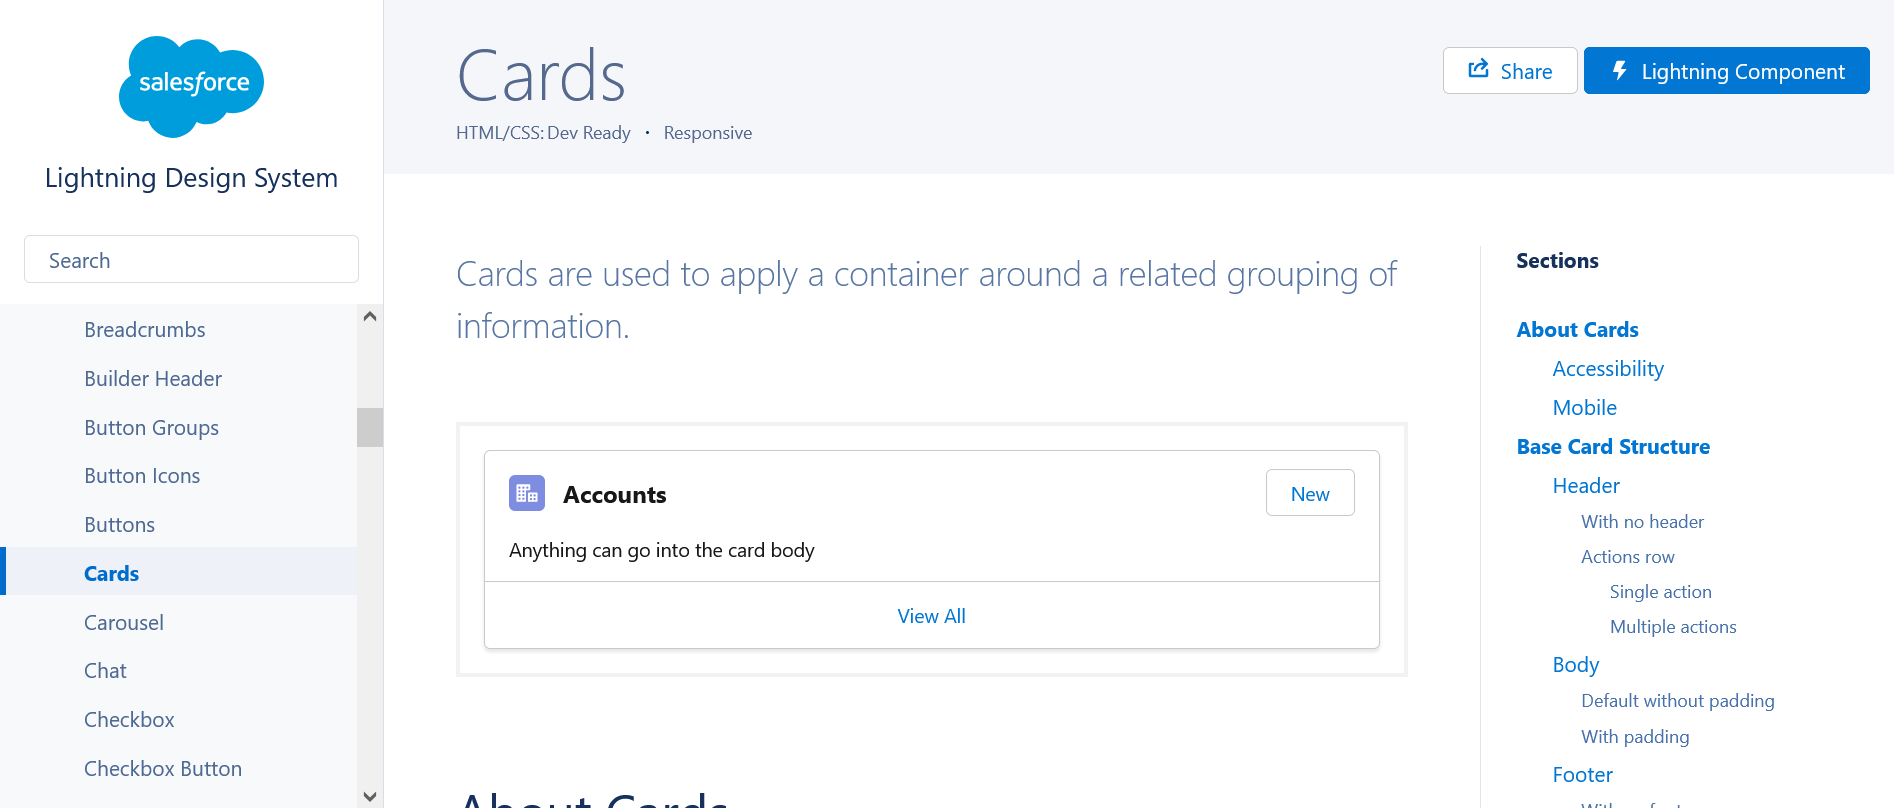 salesforce
Lightning Design System
Search
Breadcrumbs
Builder Header
Button Groups
Button Icons
Buttons
Cards
Carousel
Chat
Checkbox
Checkbox Button
Cards
HTML/CSS: Dev Ready • Responsive
Share
Lightning Component
Cards are used to apply a container around a related grouping of
information.
Accounts
New
Anything can go into the card body
View All
About Cards
Sections
About Cards
Accessibility
Mobile
Base Card Structure
Header
With no header
Actions row
Single action
Multiple actions
Body
Default without padding
With padding
Footer